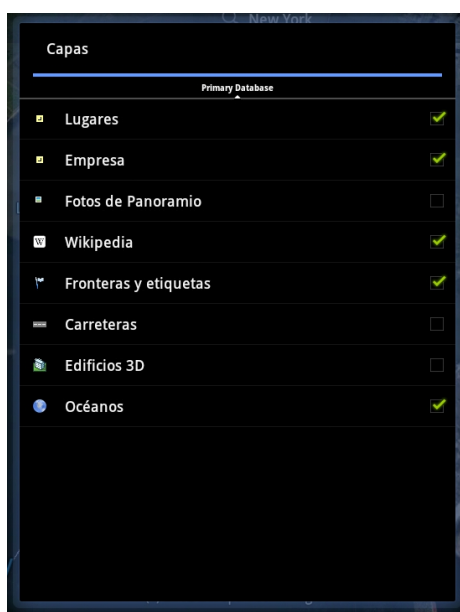 New York
Capas
Primary Database
Lugares
Empresa
Fotos de Panoramio
W Wikipedia
Fronteras y etiquetas
Carreteras
Edificios 3D
Océanos